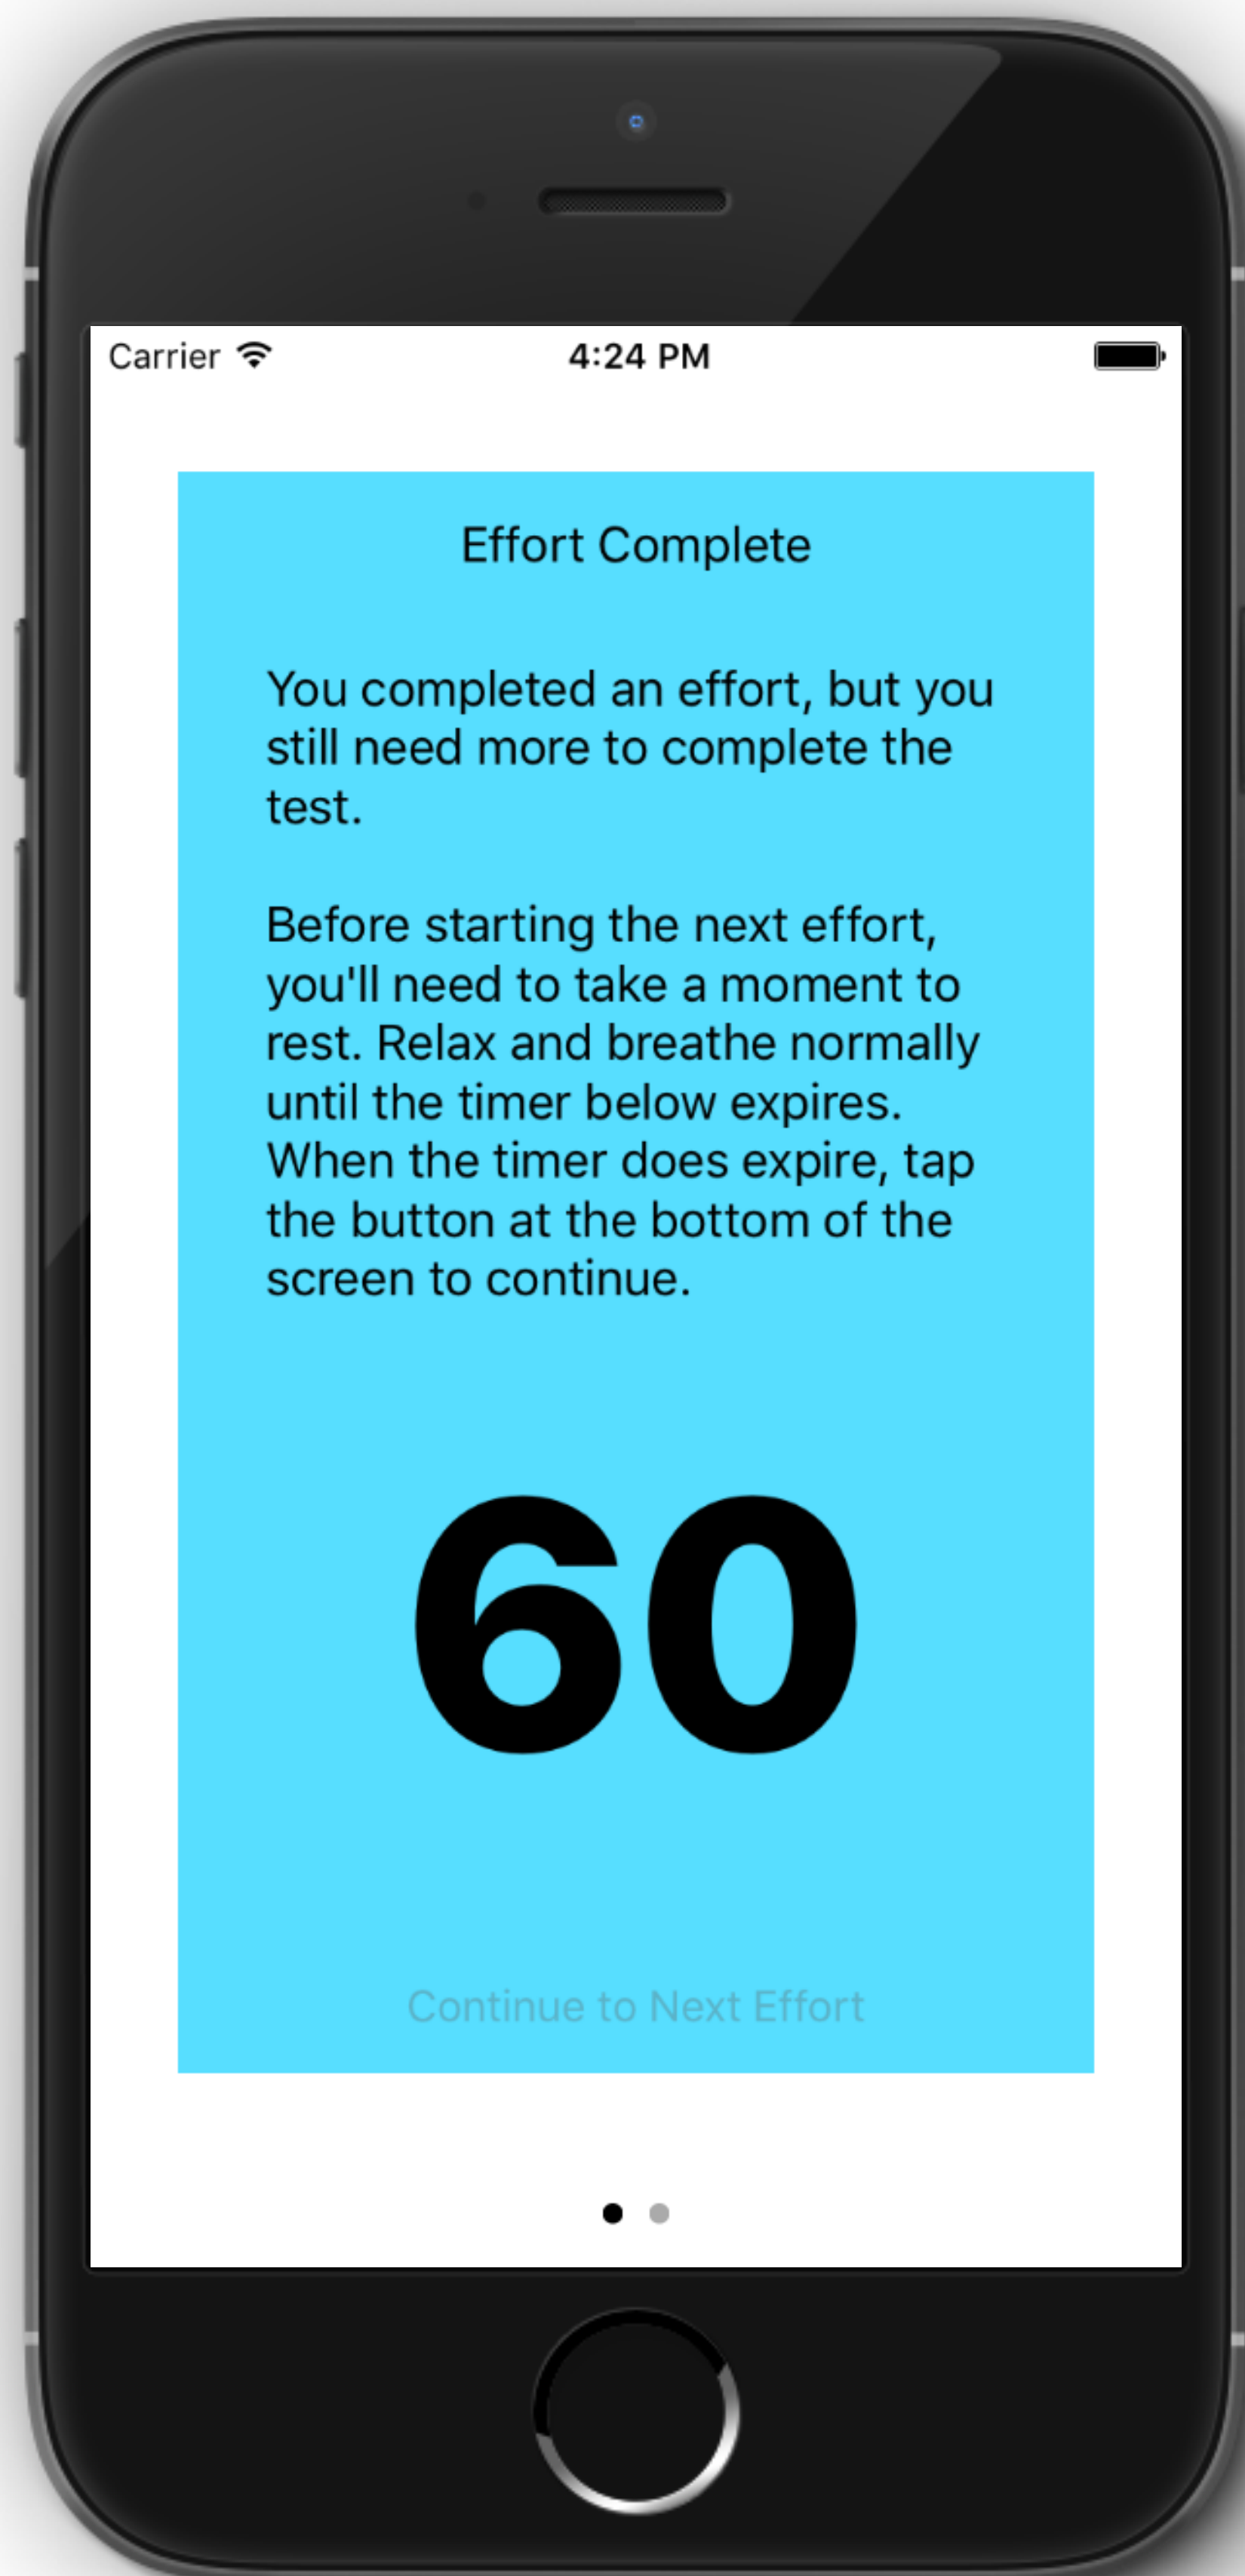 Carrier 4:24 PM
Effort Complete
You completed an effort, but you
still need more to complete the
test.
Before starting the next effort,
you'll need to take a moment to
rest. Relax and breathe normally
until the timer below expires.
When the timer does expire, tap
the button at the bottom of the
screen to continue.
60
Continue to Next Effort